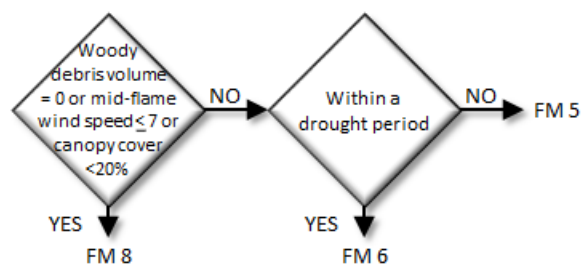 Woody
debris volume
= 0 or mid-flame
wind speed ≤ 7 or
canopy cover
<20%
NO
Within a
drought period
NO
FM 5
YES
FM 8
YES
FM 6